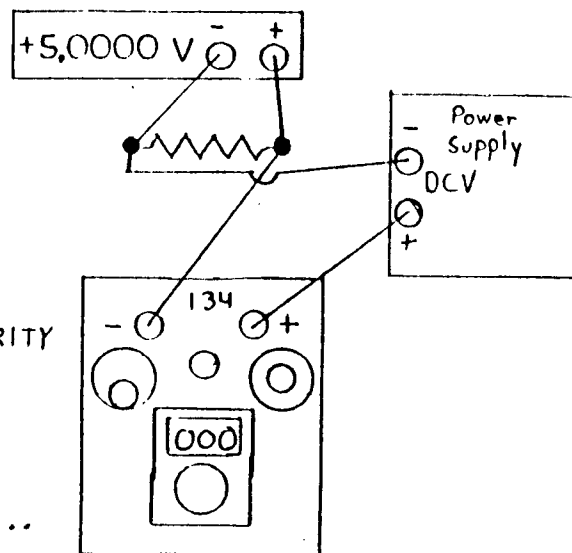 - +
+5.0000 V
Power
Supply
-
DCV
+
134
- +
RITY
000
..